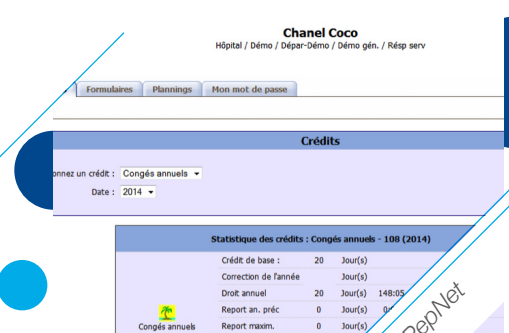 Chanel Coco
Hôpital / Démo / Dépar-Démo / Démo gén. / Résp serv
Formulaires Plannings Mon mot de passe
Crédits
un crédit : Congés annuels
Date : 2014
Statistique des crédits : Congés annuels - 108 (2014)
Crédit de base : 20 Jour(s)
Correction de l'année Jour(s)
Droit annuel 20 Jour(s) 148:05
Report an. préc 0 Jour(s)
Congés annuels Report maxim. 0 Jour(s)
RepNet